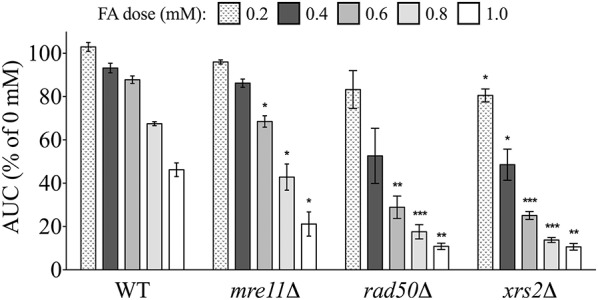 FA dose (mM): 0.2 0.4 0.6 0.8 1.0
AUC (% of 0 mM)
100
80
60
40
20
0
* * *
** *** **
* * *** *** **
WT mre11Δ rad50Δ xrs2Δ